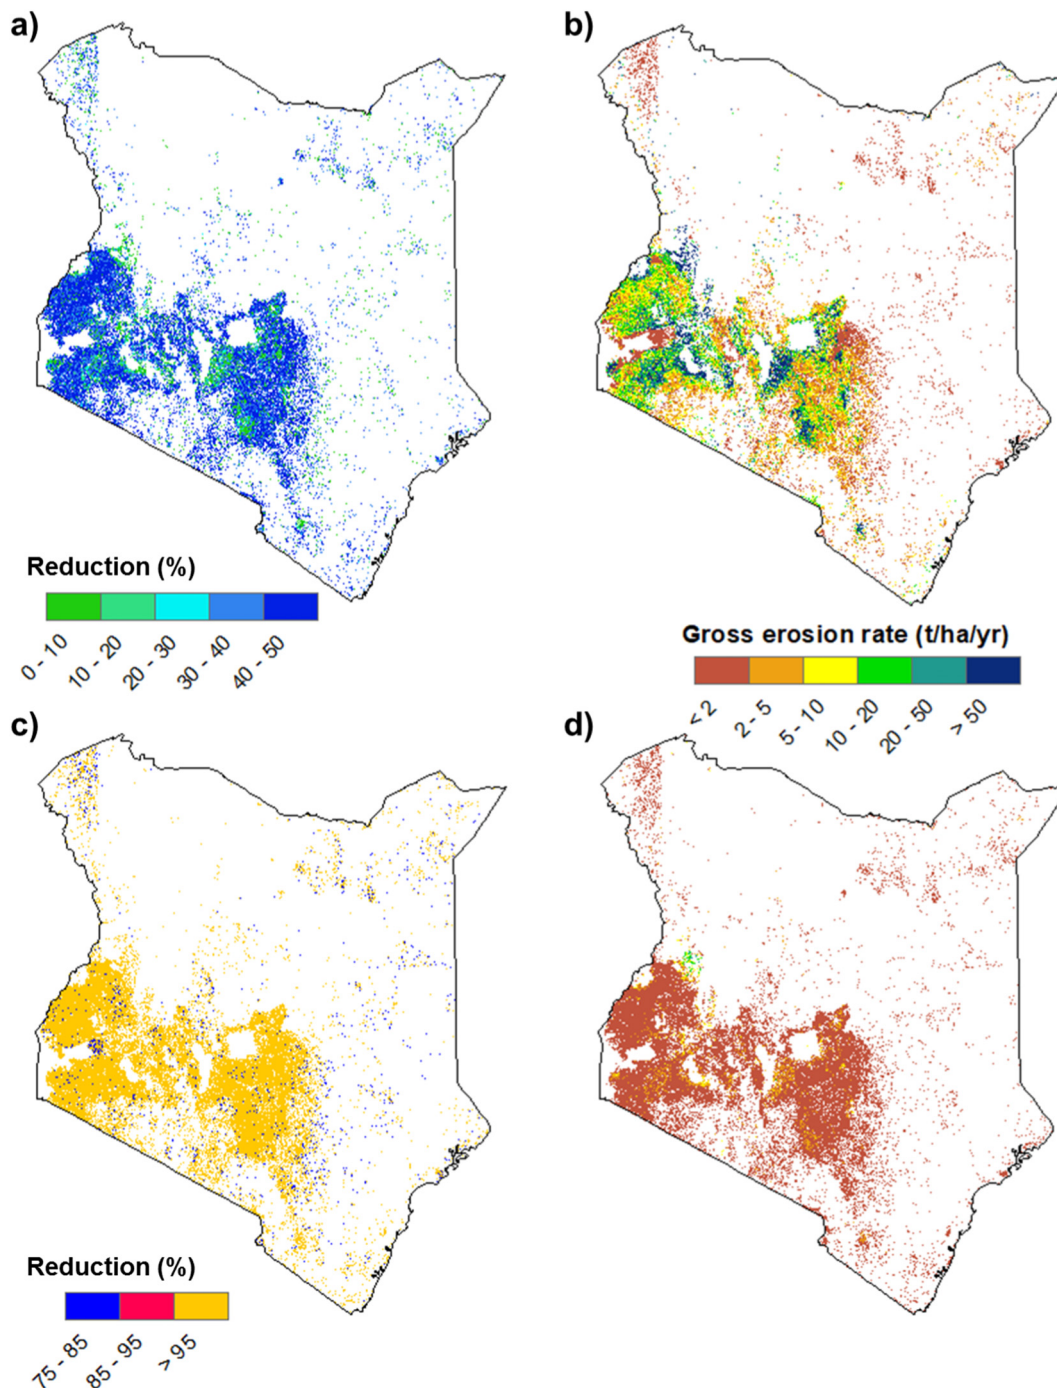 a)
b)
Reduction (%)
0 - 10
10 - 20
20 - 30
30 - 40
40 - 50
Gross erosion rate (t/ha/yr)
< 2
2 - 5
5 - 10
10 - 20
20 - 50
> 50
c)
d)
Reduction (%)
75 - 85
85 - 95
> 95